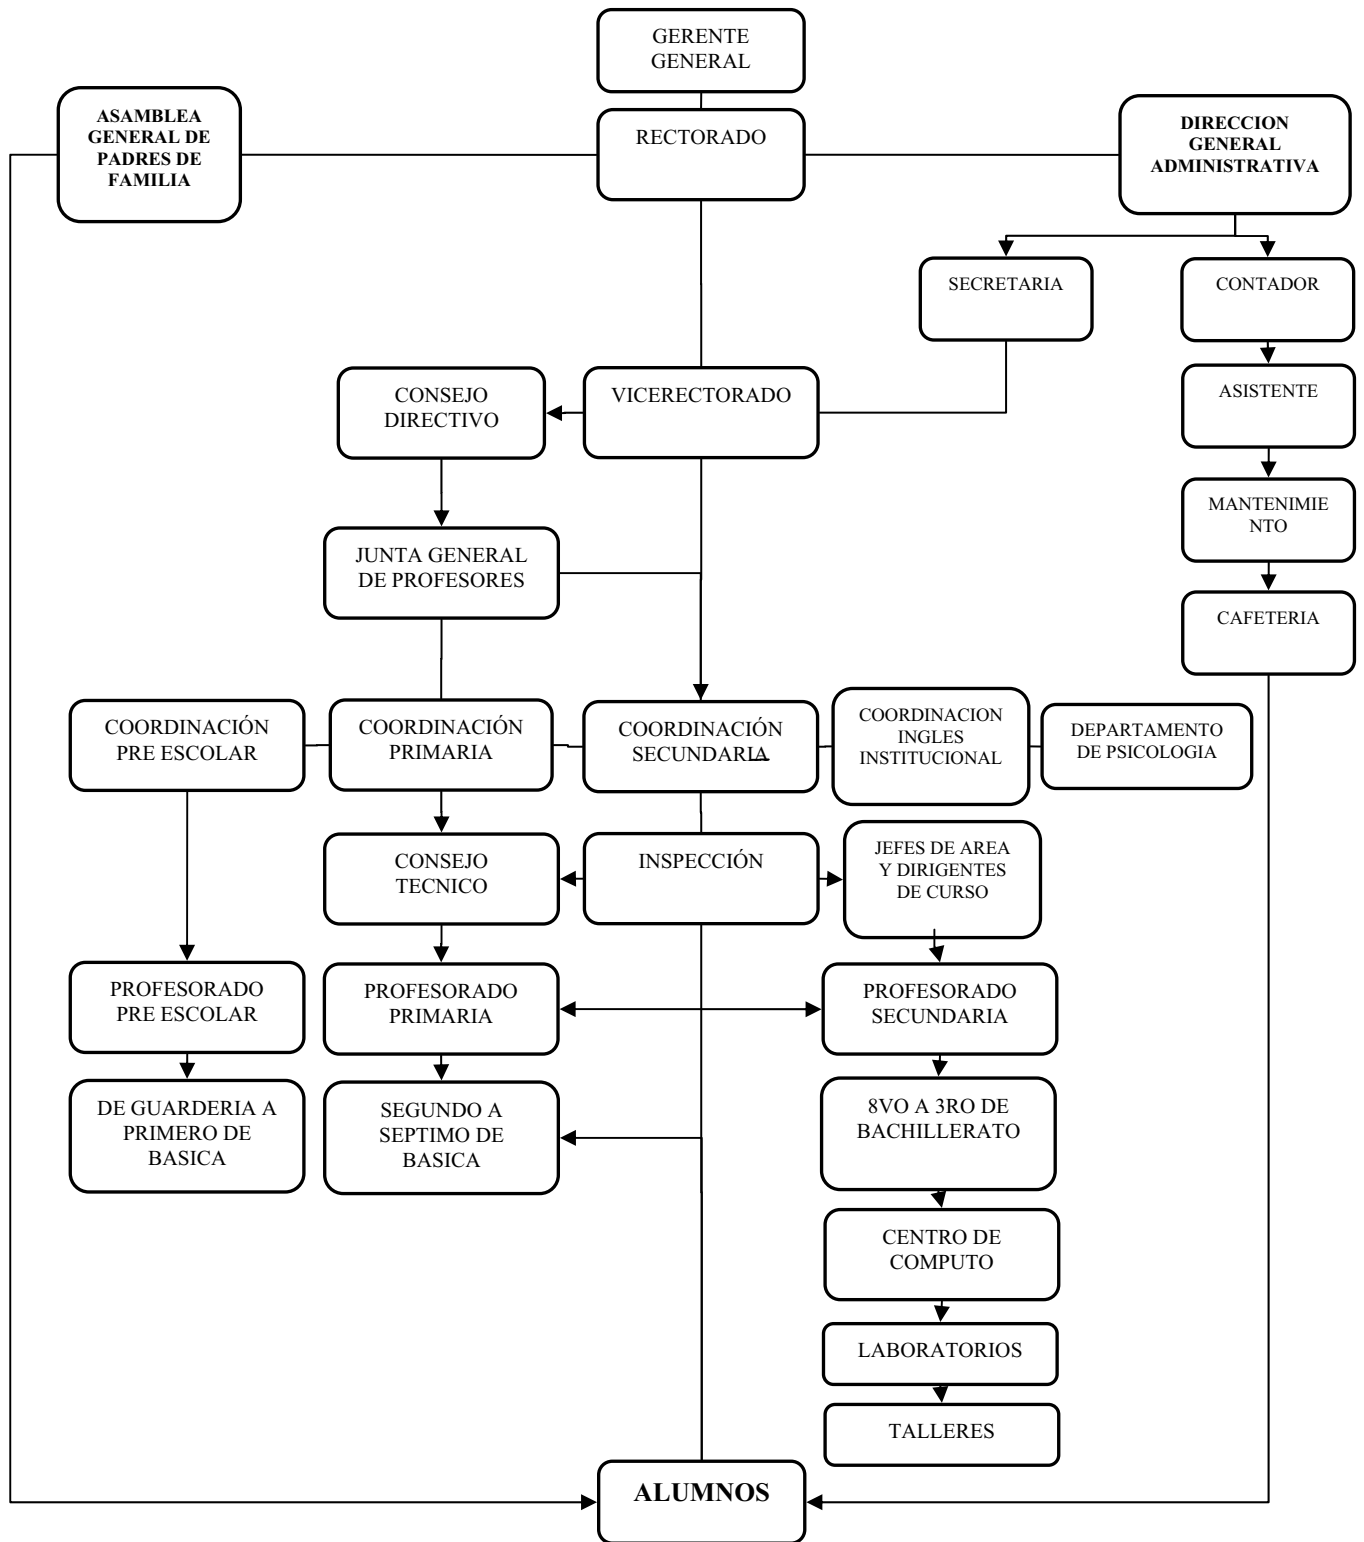 GERENTE
GENERAL
ASAMBLEA
GENERAL DE
PADRES DE
FAMILIA
RECTORADO
DIRECCION
GENERAL
ADMINISTRATIVA
SECRETARIA
CONTADOR
CONSEJO
DIRECTIVO
VICERECTORADO
ASISTENTE
MANTENIMIE
NTO
JUNTA GENERAL
DE PROFESORES
CAFETERIA
COORDINACIÓN
PRE ESCOLAR
COORDINACIÓN
PRIMARIA
COORDINACIÓN
SECUNDARIA
COORDINACION
INGLES
INSTITUCIONAL
DEPARTAMENTO
DE PSICOLOGIA
CONSEJO
TECNICO
INSPECCIÓN
JEFES DE AREA
Y DIRIGENTES
DE CURSO
PROFESORADO
PRE ESCOLAR
PROFESORADO
PRIMARIA
PROFESORADO
SECUNDARIA
DE GUARDERIA A
PRIMERO DE
BASICA
SEGUNDO A
SEPTIMO DE
BASICA
8VO A 3RO DE
BACHILLERATO
CENTRO DE
COMPUTO
LABORATORIOS
TALLERES
ALUMNOS